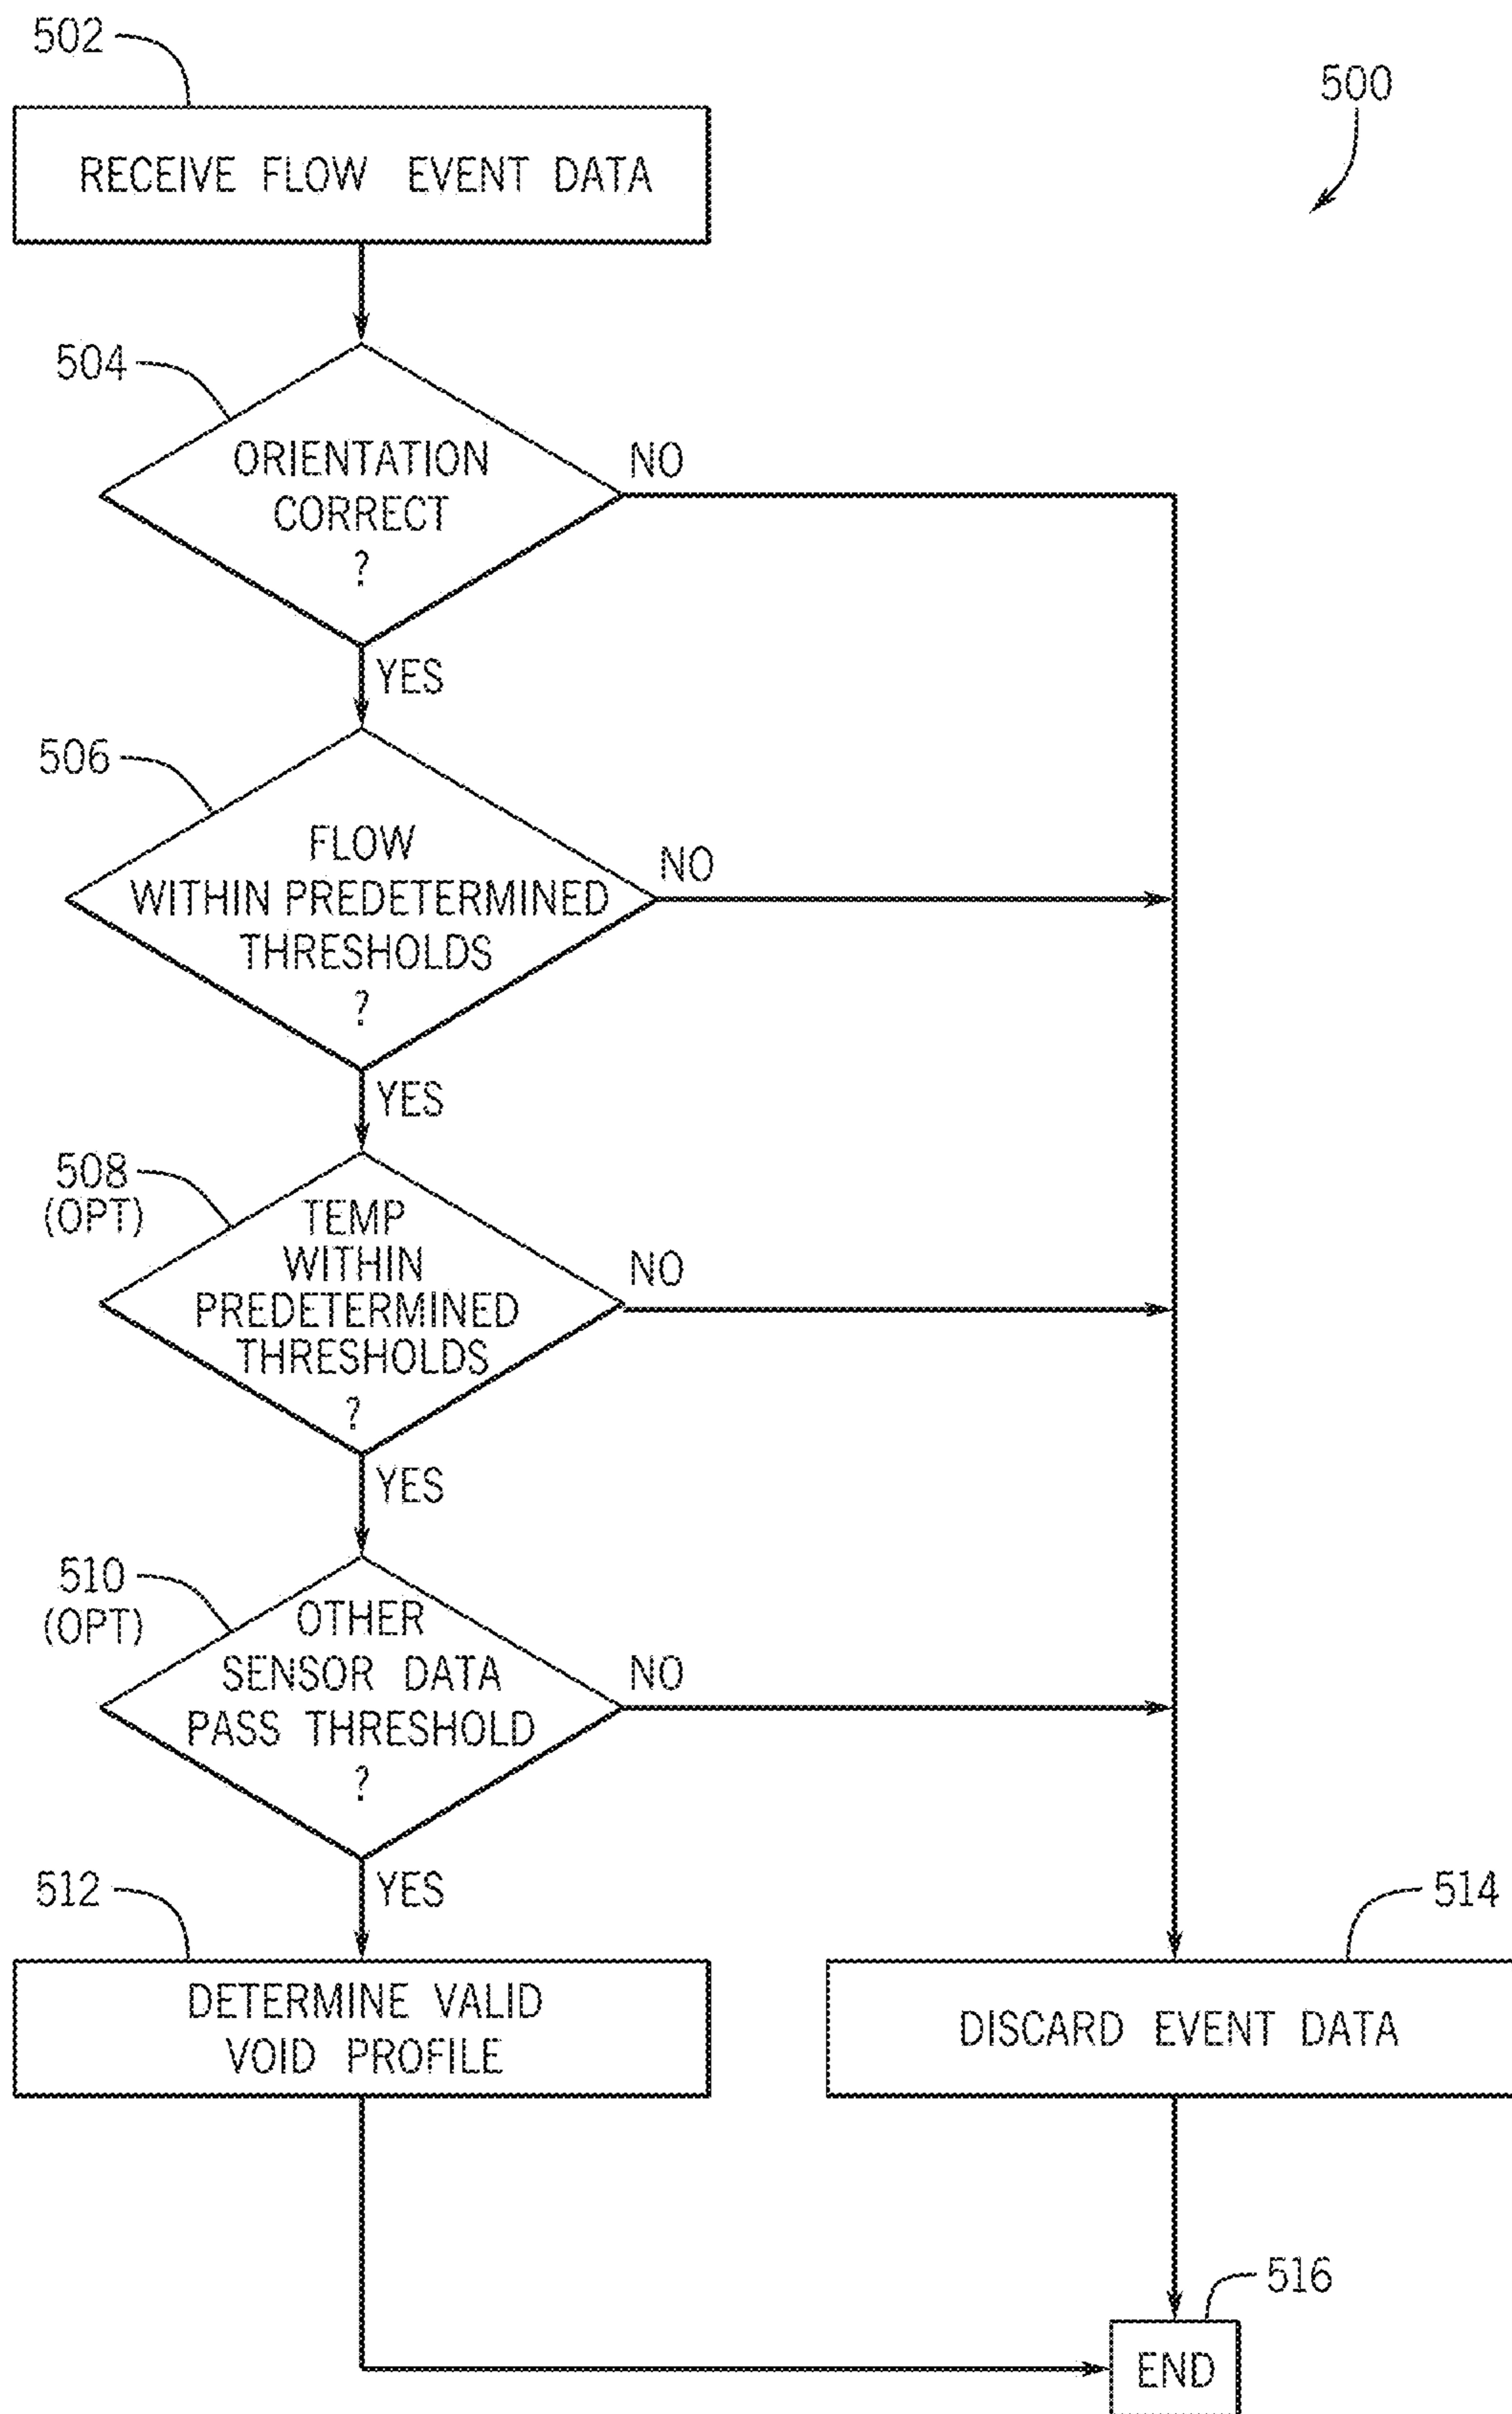 502
500
RECEIVE FLOW EVENT DATA
504
ORIENTATION
CORRECT
?
NO
YES
506
FLOW
WITHIN PREDETERMINED
THRESHOLDS
?
NO
YES
508
(OPT)
TEMP
WITHIN
PREDETERMINED
THRESHOLDS
?
NO
YES
510
(OPT)
OTHER
SENSOR DATA
PASS THRESHOLD
?
NO
YES
512
514
DETERMINE VALID
VOID PROFILE
DISCARD EVENT DATA
516
END